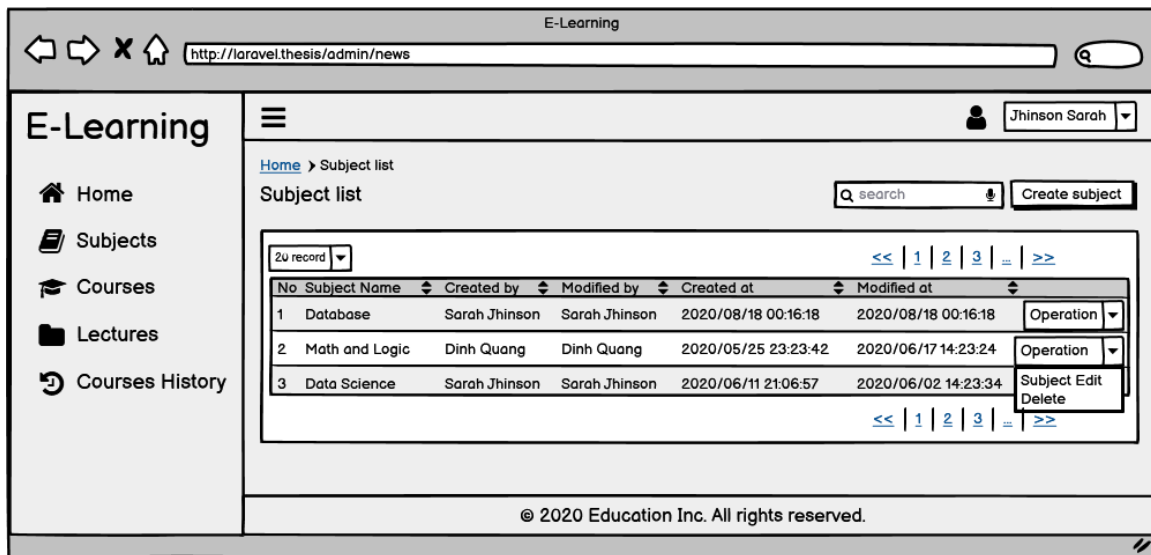 E-Learning
http://laravel.thesis/admin/news
E-Learning
Jhinson Sarah
Home
Subjects
Courses
Lectures
Courses History
Home > Subject list
Subject list
search
Create subject
20 record
<< 1 2 3 ... >>
No Subject Name Created by Modified by Created at Modified at
1 Database Sarah Jhinson Sarah Jhinson 2020/08/18 00:16:18 2020/08/18 00:16:18 Operation
2 Math and Logic Dinh Quang Dinh Quang 2020/05/25 23:23:42 2020/06/17 14:23:24 Operation
3 Data Science Sarah Jhinson Sarah Jhinson 2020/06/11 21:06:57 2020/06/02 14:23:34
Subject Edit
Delete
<< 1 2 3 ... >>
© 2020 Education Inc. All rights reserved.